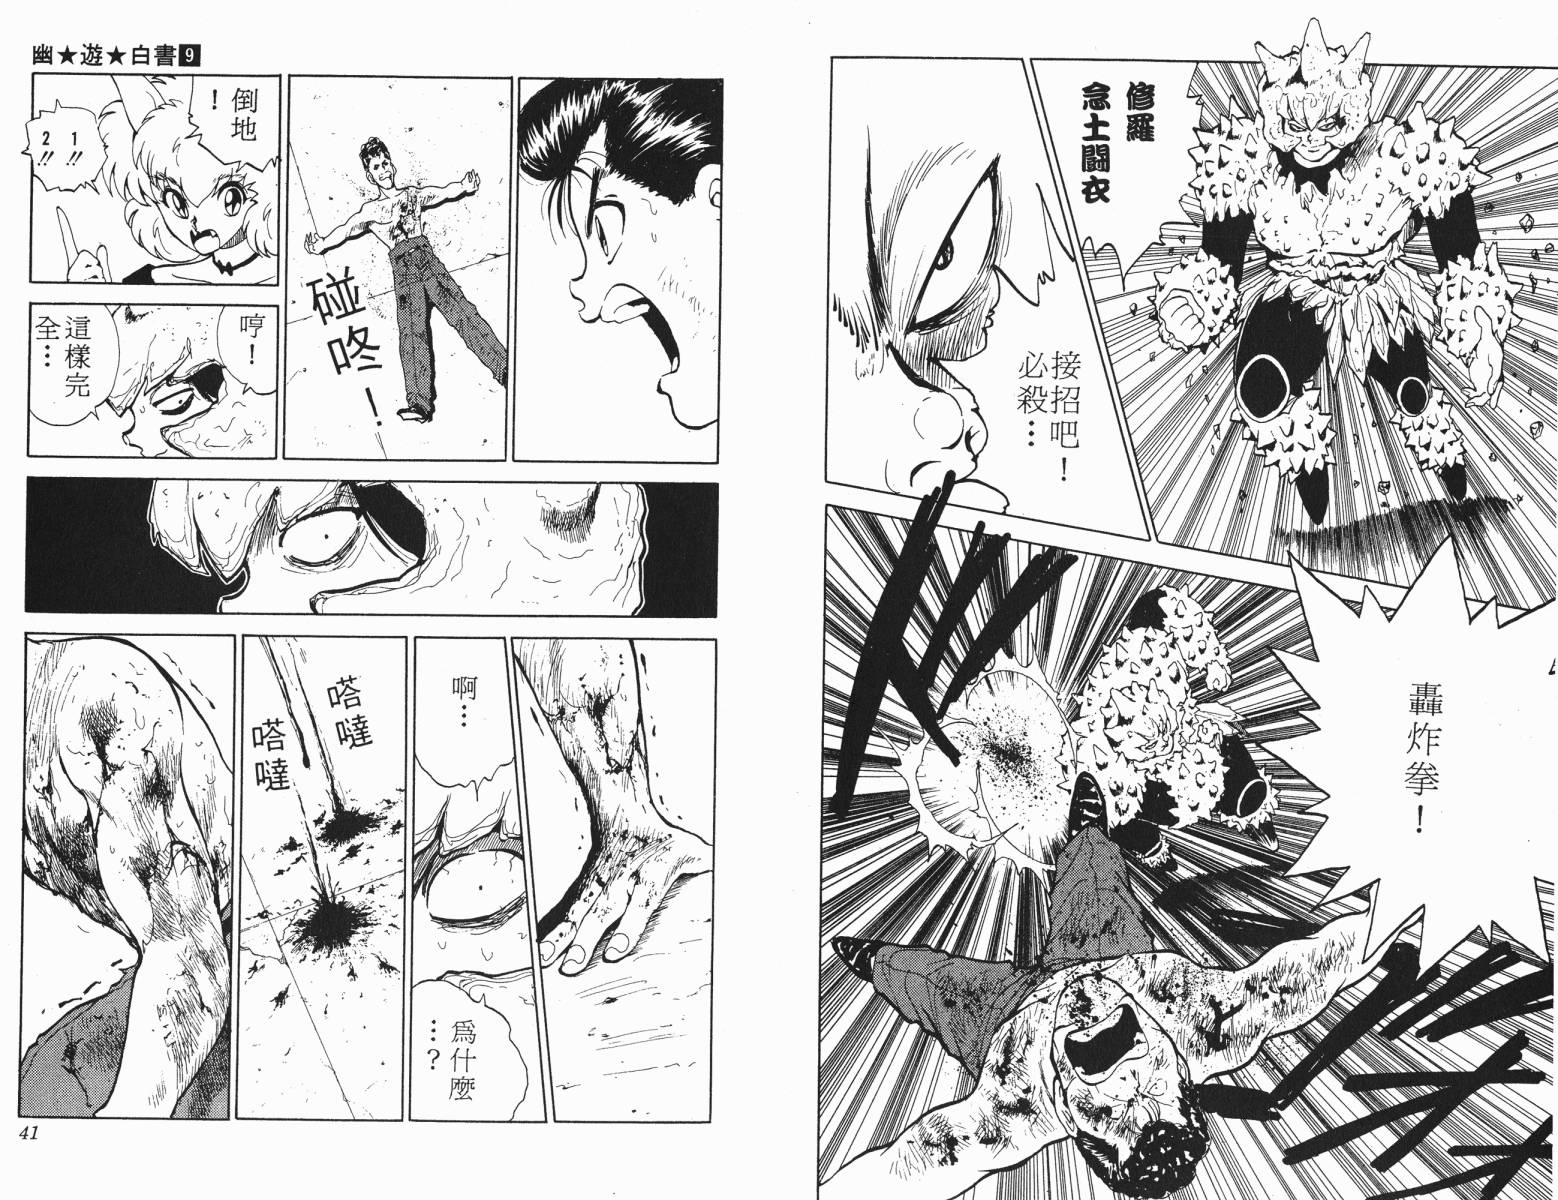 修羅
念土闘衣
接招吧！
必殺…
轟炸拳！
幽★遊★白書9
碰咚！
倒地
！
1!!
2!!
哼！
這樣完
全…
啊…
為什麼
…？
嗒噠
嗒噠
41